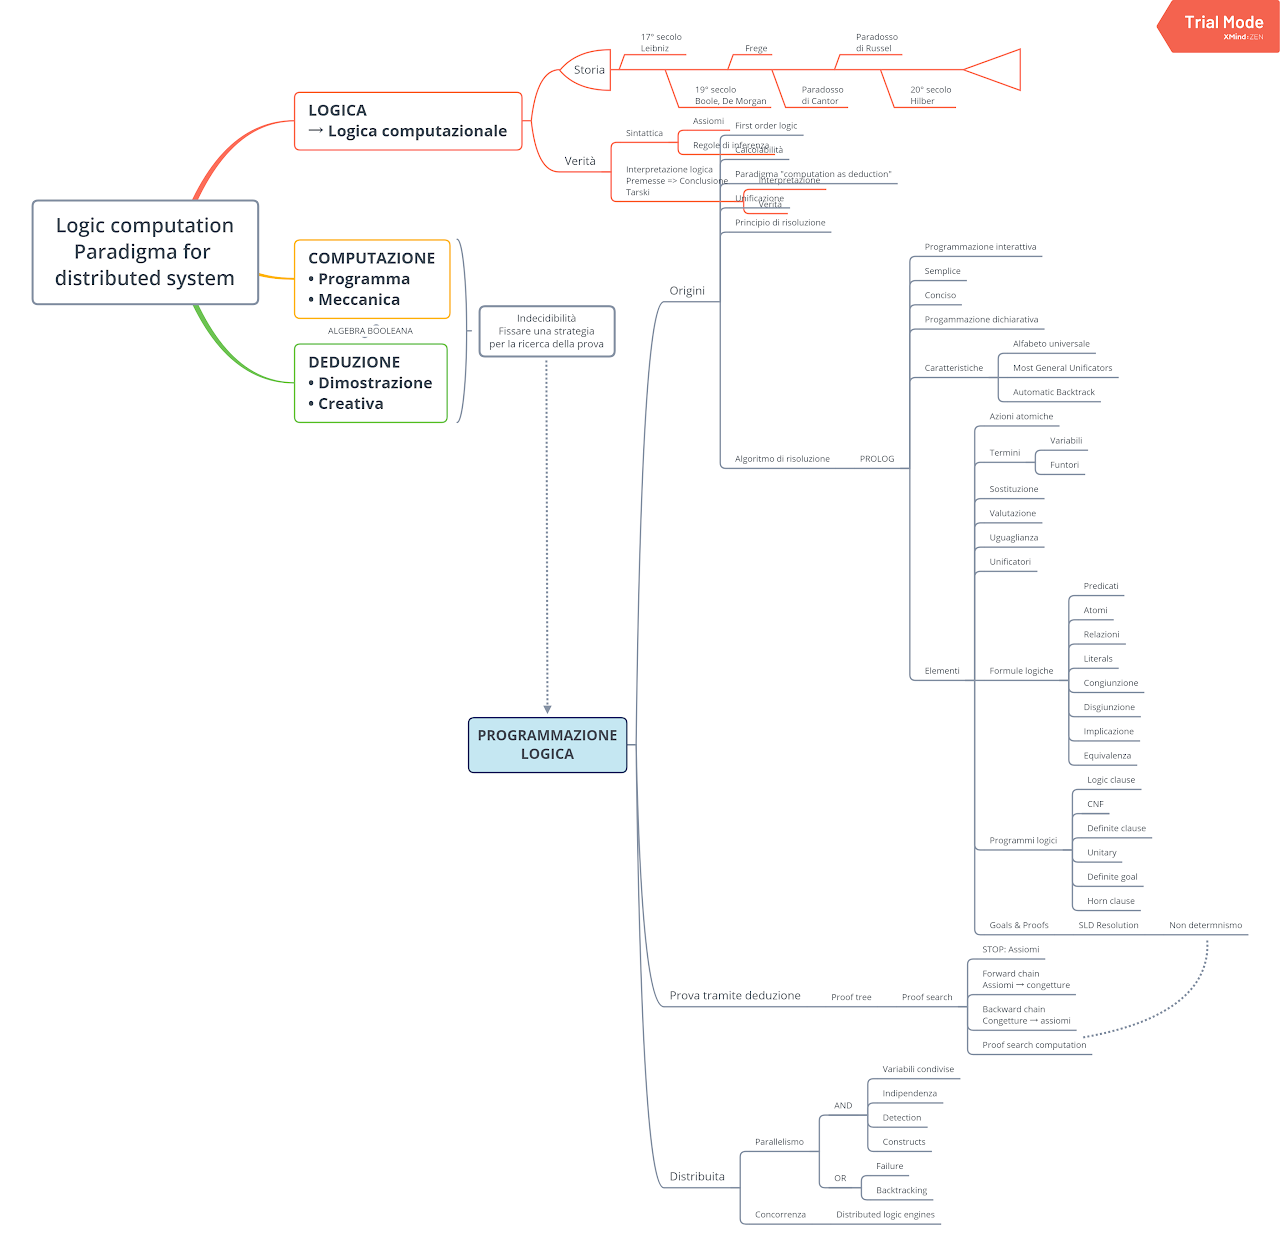 Trial Mode
XMind:ZEN
Logic computation
Paradigma for
distributed system
LOGICA
→ Logica computazionale
Storia
17° secolo
Leibniz
19° secolo
Boole, De Morgan
Frege
Paradosso
di Cantor
Paradosso
di Russel
20° secolo
Hilber
Verità
Sintattica
Assiomi
Regole di inferenza
Interpretazione logica
Premesse => Conclusione
Tarski
Interpretazione
Verità
COMPUTAZIONE
• Programma
• Meccanica
ALGEBRA BOOLEANA
DEDUZIONE
• Dimostrazione
• Creativa
Indecidibilità
Fissare una strategia
per la ricerca della prova
PROGRAMMAZIONE
LOGICA
Origini
First order logic
Calcolabilità
Paradigma "computation as deduction"
Unificazione
Principio di risoluzione
Algoritmo di risoluzione
PROLOG
Programmazione interattiva
Semplice
Conciso
Progammazione dichiarativa
Caratteristiche
Alfabeto universale
Most General Unificators
Automatic Backtrack
Elementi
Azioni atomiche
Termini
Variabili
Funtori
Sostituzione
Valutazione
Uguaglianza
Unificatori
Formule logiche
Predicati
Atomi
Relazioni
Literals
Congiunzione
Disgiunzione
Implicazione
Equivalenza
Programmi logici
Logic clause
CNF
Definite clause
Unitary
Definite goal
Horn clause
Goals & Proofs
SLD Resolution
Non determnismo
Prova tramite deduzione
Proof tree
Proof search
STOP: Assiomi
Forward chain
Assiomi → congetture
Backward chain
Congetture → assiomi
Proof search computation
Distribuita
Parallelismo
AND
Variabili condivise
Indipendenza
Detection
Constructs
OR
Failure
Backtracking
Concorrenza
Distributed logic engines